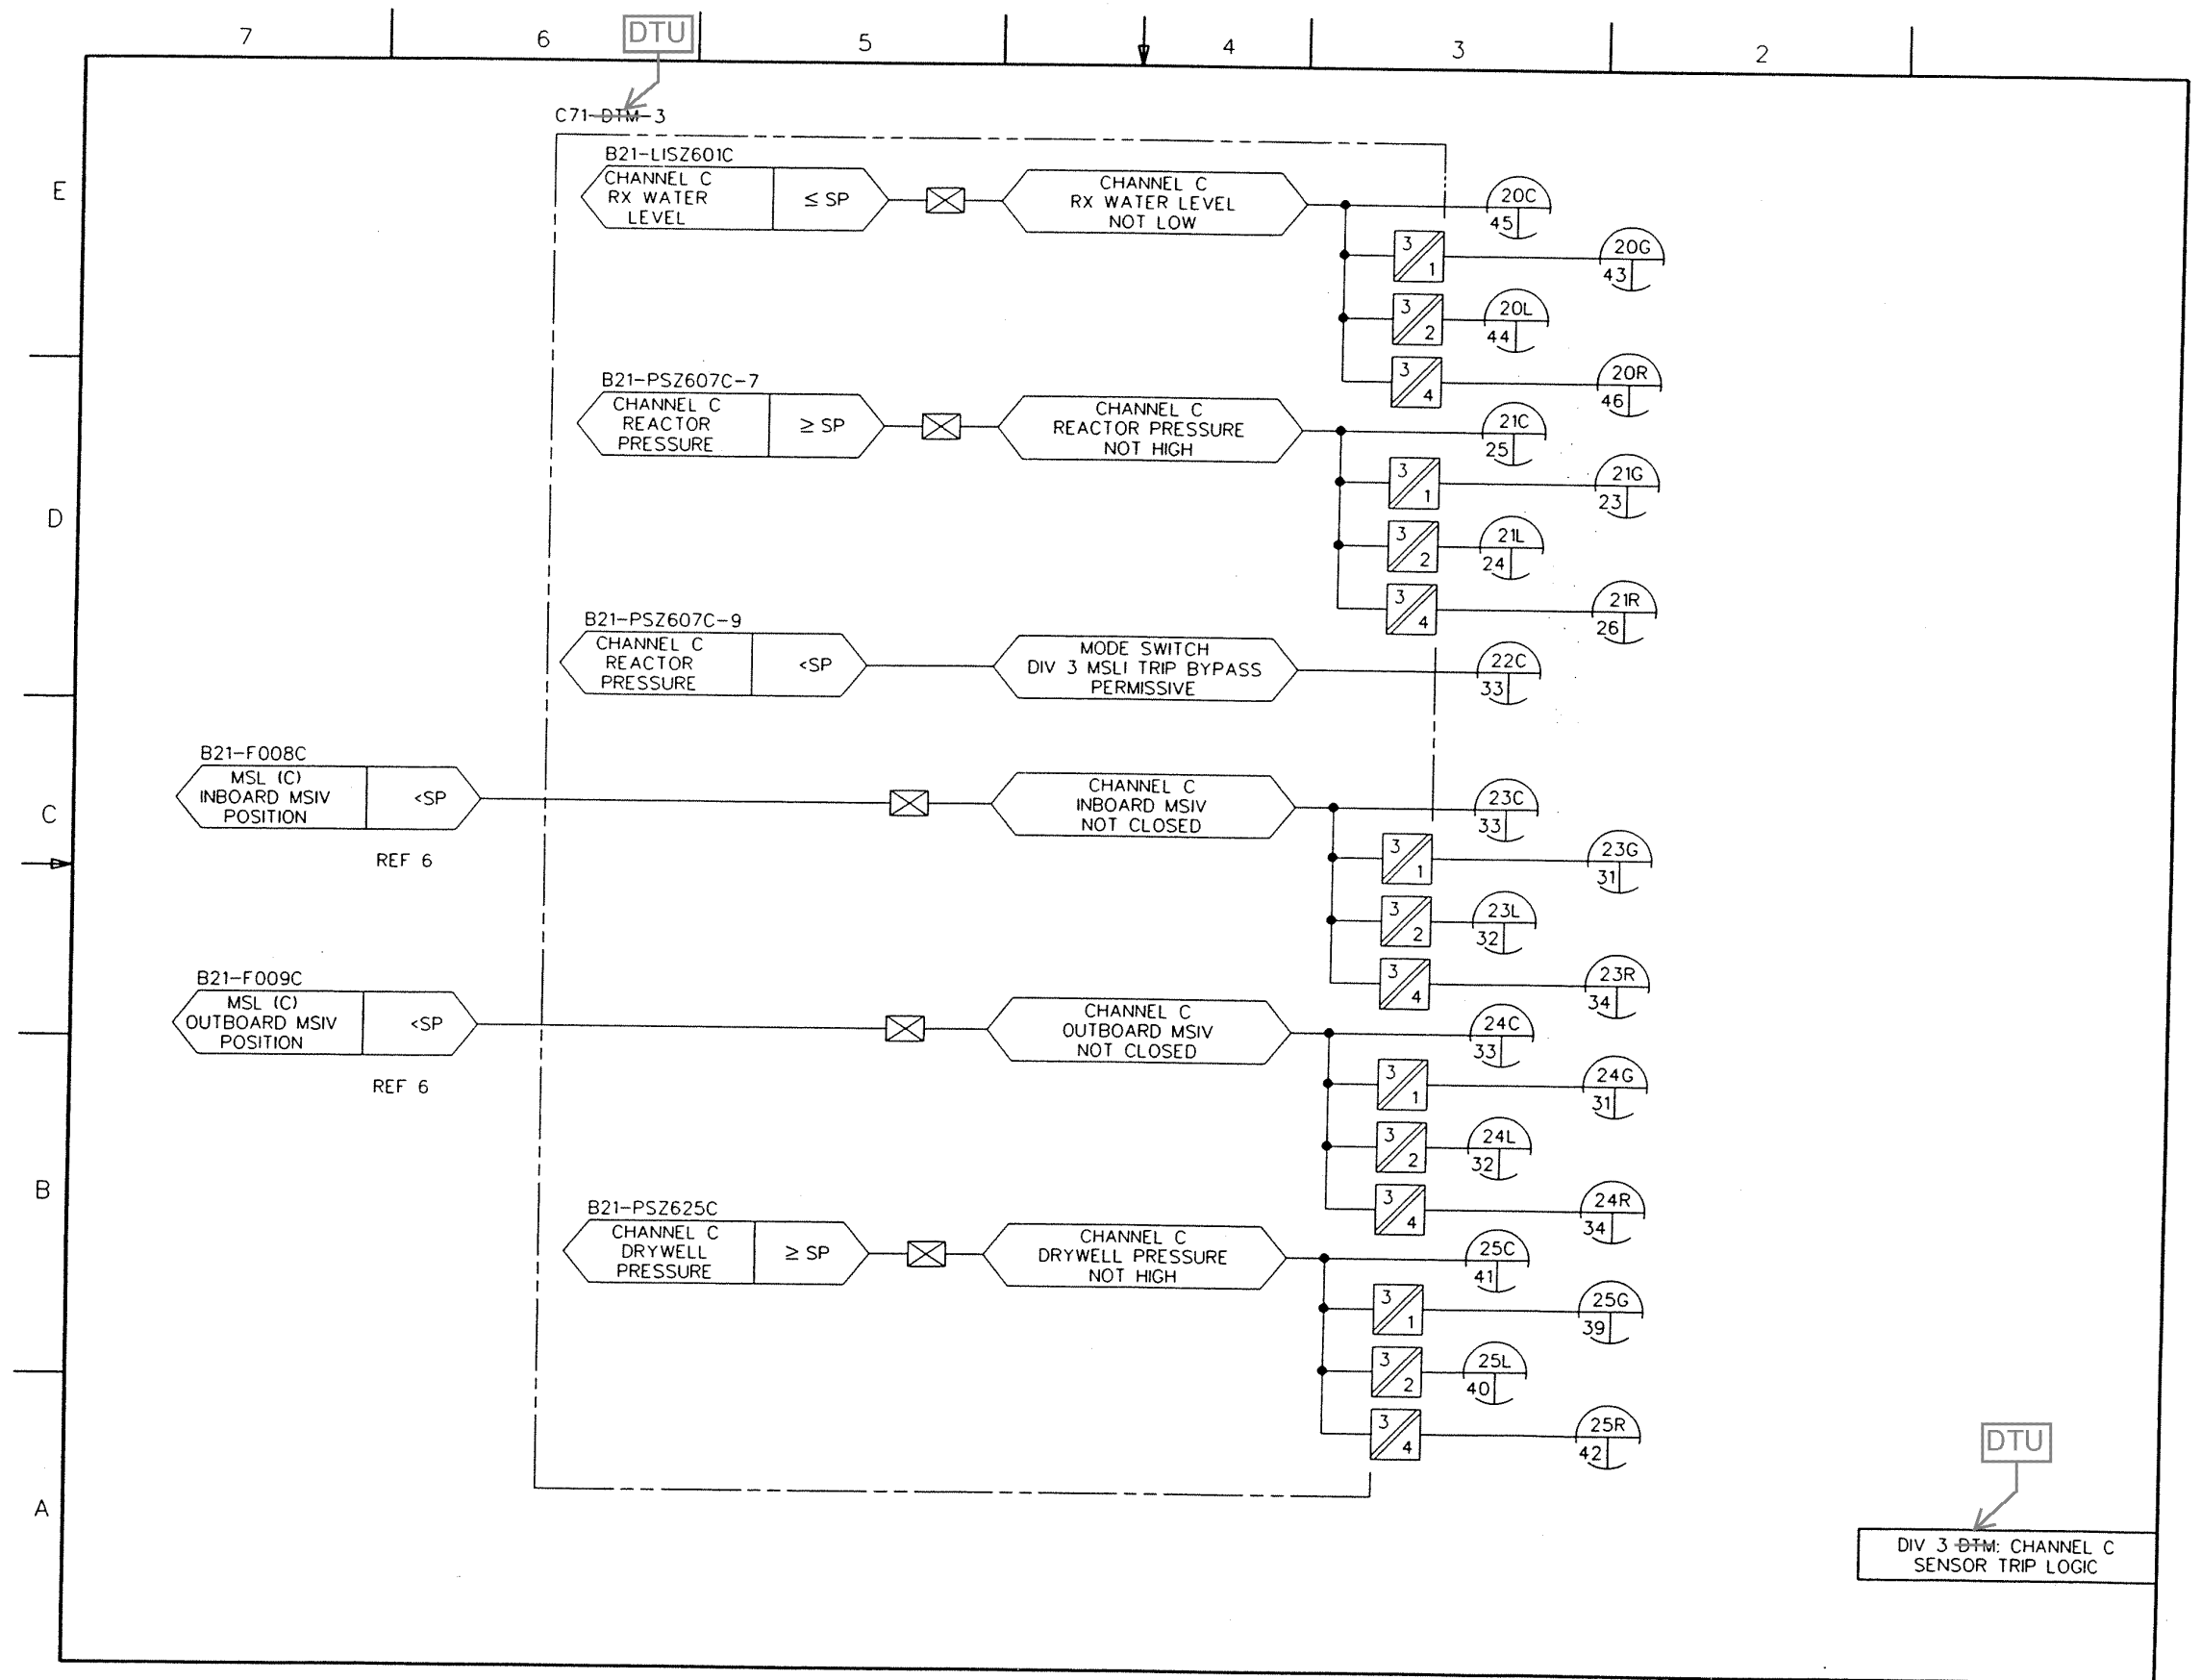 7
6
DTU
5
4
3
2
C71-DTM-3
E
B21-LISZ601C
CHANNEL C
RX WATER
LEVEL
≤ SP
CHANNEL C
RX WATER LEVEL
NOT LOW
20C
45
3
1
20G
43
3
2
20L
44
3
4
20R
46
B21-PSZ607C-7
CHANNEL C
REACTOR
PRESSURE
≥ SP
CHANNEL C
REACTOR PRESSURE
NOT HIGH
21C
25
D
3
1
21G
23
3
2
21L
24
3
4
21R
26
B21-PSZ607C-9
CHANNEL C
REACTOR
PRESSURE
<SP
MODE SWITCH
DIV 3 MSLI TRIP BYPASS
PERMISSIVE
22C
33
C
B21-F008C
MSL (C)
INBOARD MSIV
POSITION
<SP
REF 6
CHANNEL C
INBOARD MSIV
NOT CLOSED
23C
33
3
1
23G
31
3
2
23L
32
3
4
23R
34
B21-F009C
MSL (C)
OUTBOARD MSIV
POSITION
<SP
REF 6
CHANNEL C
OUTBOARD MSIV
NOT CLOSED
24C
33
3
1
24G
31
3
2
24L
32
3
4
24R
34
B
B21-PSZ625C
CHANNEL C
DRYWELL
PRESSURE
≥ SP
CHANNEL C
DRYWELL PRESSURE
NOT HIGH
25C
41
3
1
25G
39
3
2
25L
40
3
4
25R
42
A
DTU
DIV 3 DTM: CHANNEL C
SENSOR TRIP LOGIC